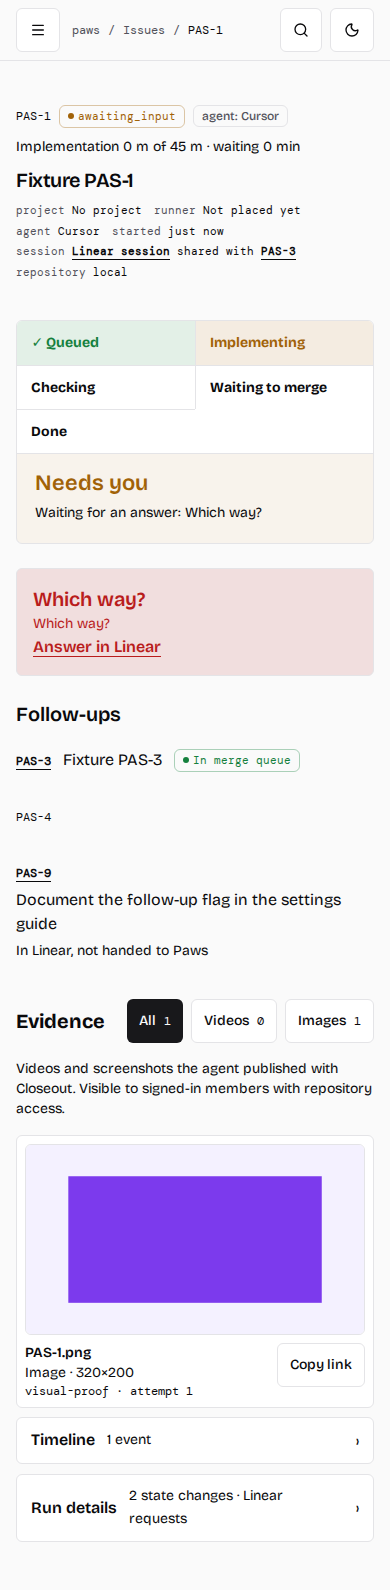 paws / Issues / PAS-1
PAS-1 awaiting_input agent: Cursor
Implementation 0 m of 45 m · waiting 0 min
Fixture PAS-1
project No project runner Not placed yet
agent Cursor started just now
session Linear session shared with PAS-3
repository local
✓ Queued
Implementing
Checking
Waiting to merge
Done
Needs you
Waiting for an answer: Which way?
Which way?
Which way?
Answer in Linear
Follow-ups
PAS-3 Fixture PAS-3 In merge queue
PAS-4
PAS-9
Document the follow-up flag in the settings
guide
In Linear, not handed to Paws
Evidence
All 1
Videos 0
Images 1
Videos and screenshots the agent published with
Closeout. Visible to signed-in members with repository
access.
PAS-1.png
Image · 320×200
visual-proof · attempt 1
Copy link
Timeline 1 event
Run details
2 state changes · Linear
requests